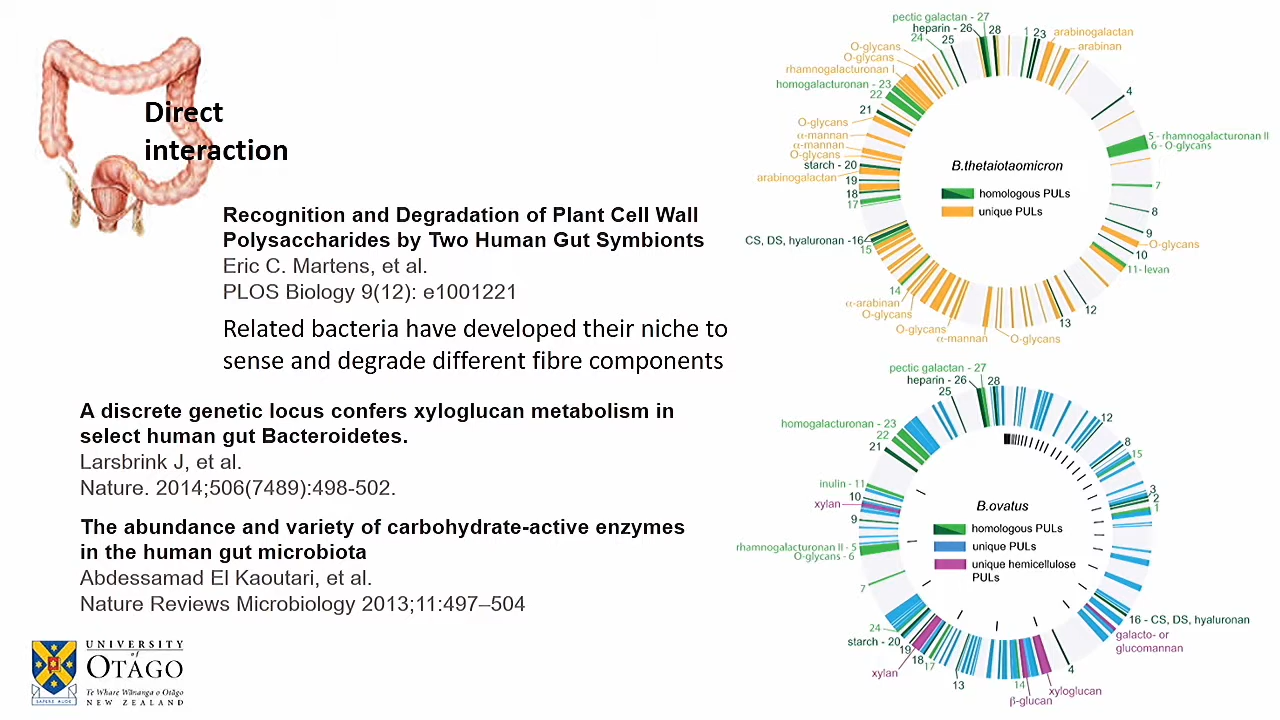 Direct
interaction
Recognition and Degradation of Plant Cell Wall
Polysaccharides by Two Human Gut Symbionts
Eric C. Martens, et al.
PLOS Biology 9(12): e1001221
Related bacteria have developed their niche to
sense and degrade different fibre components
A discrete genetic locus confers xyloglucan metabolism in
select human gut Bacteroidetes.
Larsbrink J, et al.
Nature. 2014;506(7489):498-502.
The abundance and variety of carbohydrate-active enzymes
in the human gut microbiota
Abdessamad El Kaoutari, et al.
Nature Reviews Microbiology 2013;11:497–504
UNIVERSITY
of
OTĀGO
Te Whare Wānanga o Otāgo
NEW ZEALAND
SAPERE AUDE
pectic galactan - 27
heparin - 26
28
1
23
arabinogalactan
arabinan
24
25
O-glycans
O-glycans
rhamnogalacturonan I
homogalacturonan - 23
22
21
O-glycans
α-mannan
α-mannan
O-glycans
starch - 20
arabinogalactan
19
18
17
CS, DS, hyaluronan -16
15
14
α-arabinan
O-glycans
O-glycans
α-mannan
O-glycans
13
12
11- levan
10
O-glycans
9
8
7
6 - O-glycans
5 - rhamnogalacturonan II
4
B.thetaiotaomicron
homologous PULs
unique PULs
pectic galactan - 27
heparin - 26
28
25
homogalacturonan - 23
22
21
inulin - 11
10
xylan
9
rhamnogalacturonan II - 5
O-glycans - 6
7
24
starch - 20
19
xylan
18
17
13
14
β-glucan
xyloglucan
4
galacto- or
glucomannan
16 - CS, DS, hyaluronan
1
2
3
15
8
12
B.ovatus
homologous PULs
unique PULs
unique hemicellulose
PULs